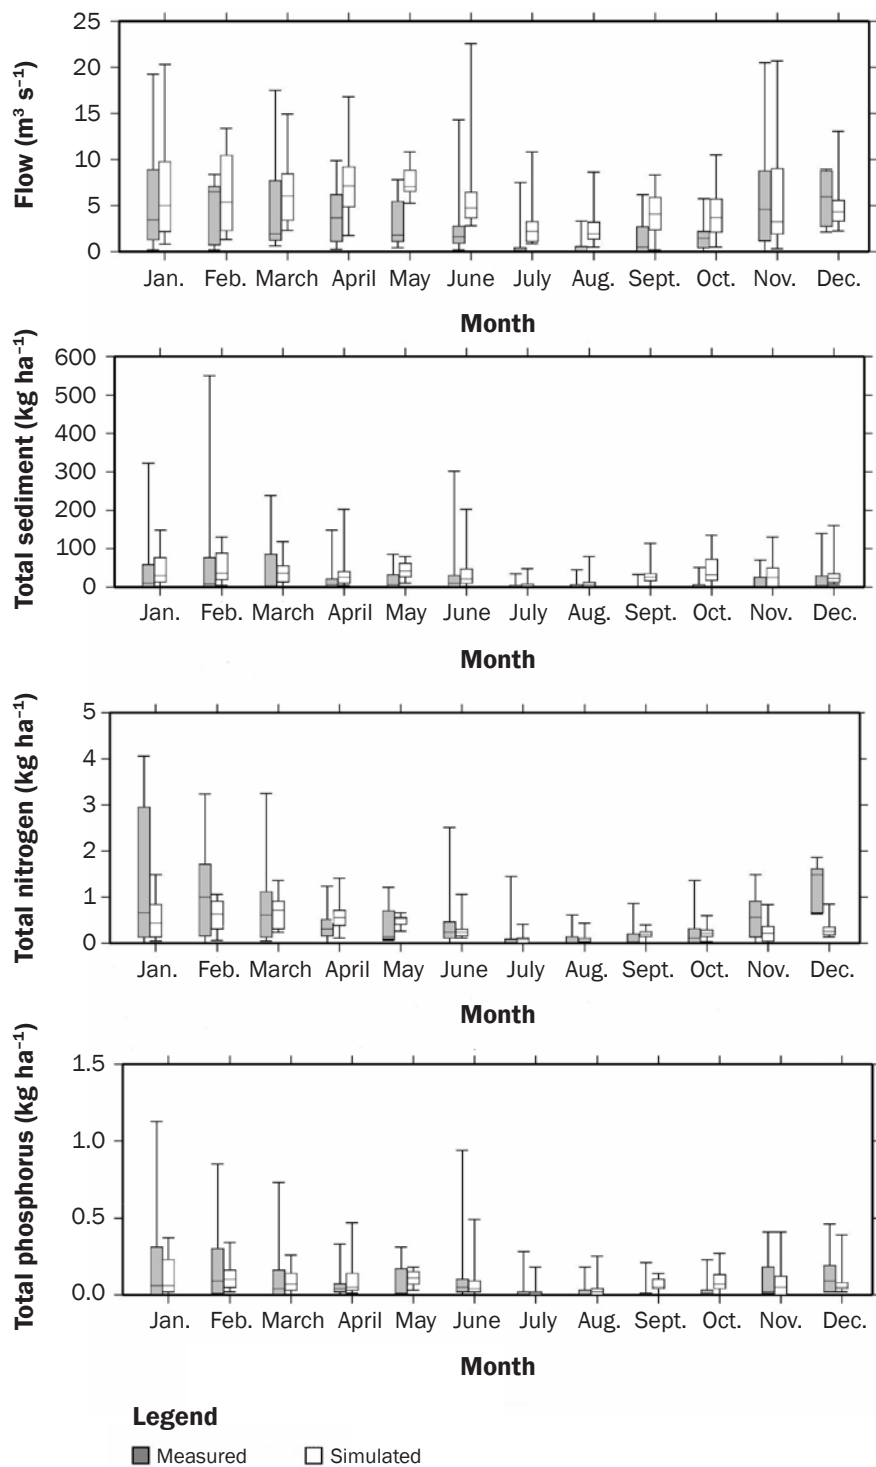 Flow (m³ s⁻¹)
25
20
15
10
5
0
Jan. Feb. March April May June July Aug. Sept. Oct. Nov. Dec.
Month
Total sediment (kg ha⁻¹)
600
500
400
300
200
100
0
Jan. Feb. March April May June July Aug. Sept. Oct. Nov. Dec.
Month
Total nitrogen (kg ha⁻¹)
5
4
3
2
1
0
Jan. Feb. March April May June July Aug. Sept. Oct. Nov. Dec.
Month
Total phosphorus (kg ha⁻¹)
1.5
1.0
0.5
0.0
Jan. Feb. March April May June July Aug. Sept. Oct. Nov. Dec.
Month
Legend
Measured Simulated